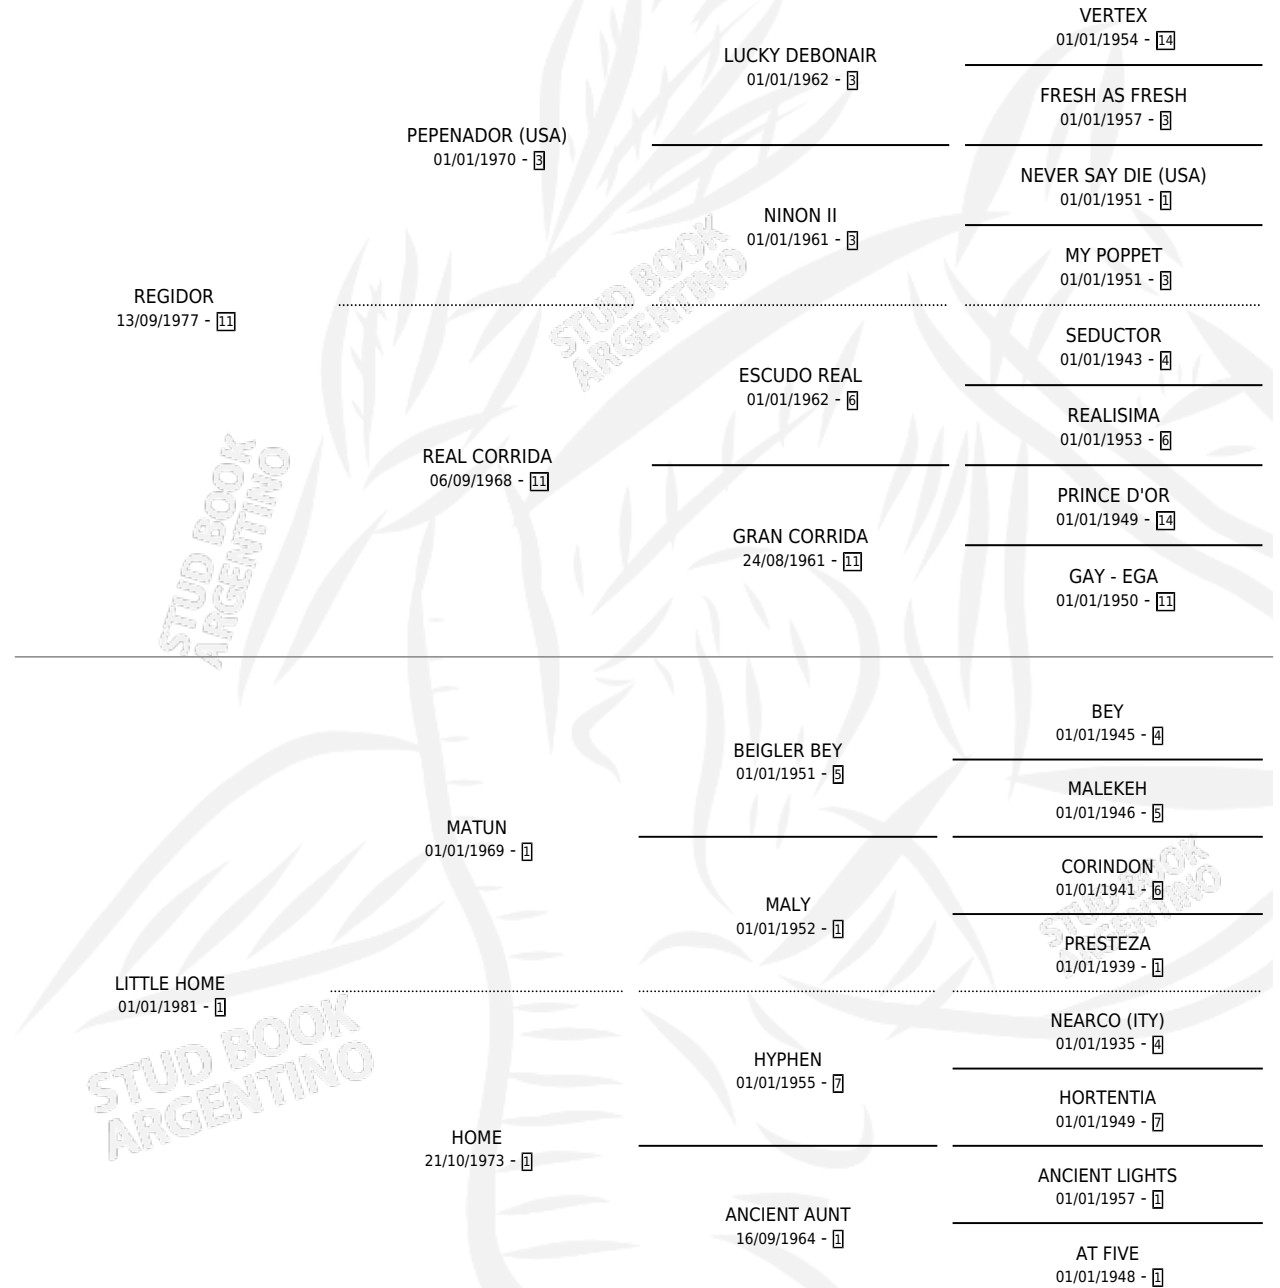 VERTEX
01/01/1954 - 14
LUCKY DEBONAIR
01/01/1962 - 3
FRESH AS FRESH
01/01/1957 - 3
PEPENADOR (USA)
01/01/1970 - 3
NEVER SAY DIE (USA)
01/01/1951 - 1
NINON II
01/01/1961 - 3
MY POPPET
01/01/1951 - 3
REGIDOR
13/09/1977 - 11
SEDUCTOR
01/01/1943 - 4
ESCUDO REAL
01/01/1962 - 6
REALISIMA
01/01/1953 - 6
REAL CORRIDA
06/09/1968 - 11
PRINCE D'OR
01/01/1949 - 14
GRAN CORRIDA
24/08/1961 - 11
GAY - EGA
01/01/1950 - 11
BEY
01/01/1945 - 4
BEIGLER BEY
01/01/1951 - 5
MALEKEH
01/01/1946 - 5
MATUN
01/01/1969 - 1
CORINDON
01/01/1941 - 6
MALY
01/01/1952 - 1
PRESTEZA
01/01/1939 - 1
LITTLE HOME
01/01/1981 - 1
NEARCO (ITY)
01/01/1935 - 4
HYPHEN
01/01/1955 - 7
HORTENTIA
01/01/1949 - 7
HOME
21/10/1973 - 1
ANCIENT LIGHTS
01/01/1957 - 1
ANCIENT AUNT
16/09/1964 - 1
AT FIVE
01/01/1948 - 1
STUD BOOK
ARGENTINO
STUD BOOK
ARGENTINO
STUD BOOK
ARGENTINO
STUD BOOK
ARGENTINO